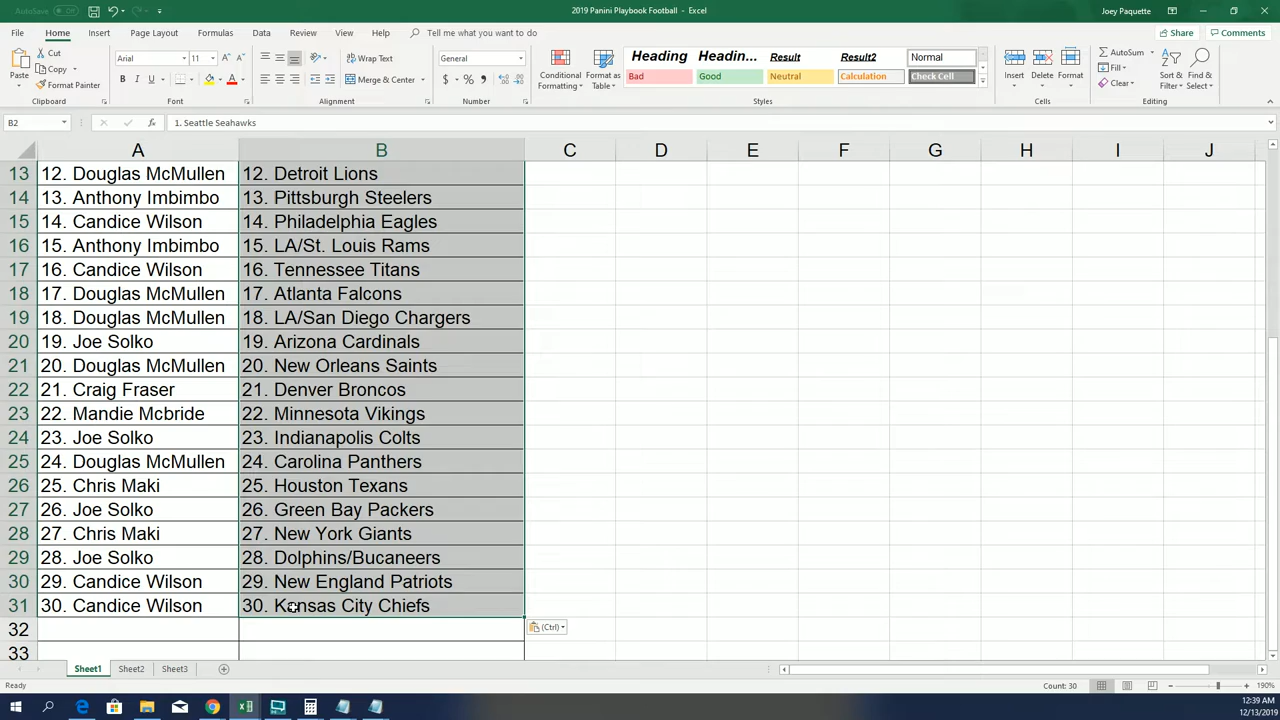 AutoSave Off 2019 Panini Playbook Football - Excel Joey Paquette
File Home Insert Page Layout Formulas Data Review View Help Tell me what you want to do Share Comments
Paste Cut Copy Format Painter Clipboard
Arial 11 A A B I U A Font
Wrap Text Merge & Center Alignment
General $ % , Number
Conditional Formatting Format as Table
Heading Headin... Result Result2 Normal
Bad Good Neutral Calculation Check Cell
Styles
Insert Delete Format Cells
AutoSum Fill Clear Sort & Filter Find & Select Editing
B2 fx 1. Seattle Seahawks
A B C D E F G H I J
13 12. Douglas McMullen 12. Detroit Lions
14 13. Anthony Imbimbo 13. Pittsburgh Steelers
15 14. Candice Wilson 14. Philadelphia Eagles
16 15. Anthony Imbimbo 15. LA/St. Louis Rams
17 16. Candice Wilson 16. Tennessee Titans
18 17. Douglas McMullen 17. Atlanta Falcons
19 18. Douglas McMullen 18. LA/San Diego Chargers
20 19. Joe Solko 19. Arizona Cardinals
21 20. Douglas McMullen 20. New Orleans Saints
22 21. Craig Fraser 21. Denver Broncos
23 22. Mandie Mcbride 22. Minnesota Vikings
24 23. Joe Solko 23. Indianapolis Colts
25 24. Douglas McMullen 24. Carolina Panthers
26 25. Chris Maki 25. Houston Texans
27 26. Joe Solko 26. Green Bay Packers
28 27. Chris Maki 27. New York Giants
29 28. Joe Solko 28. Dolphins/Bucaneers
30 29. Candice Wilson 29. New England Patriots
31 30. Candice Wilson 30. Kansas City Chiefs
32 (Ctrl)
33
Sheet1 Sheet2 Sheet3
Ready Count: 30 190%
12:39 AM
12/13/2019